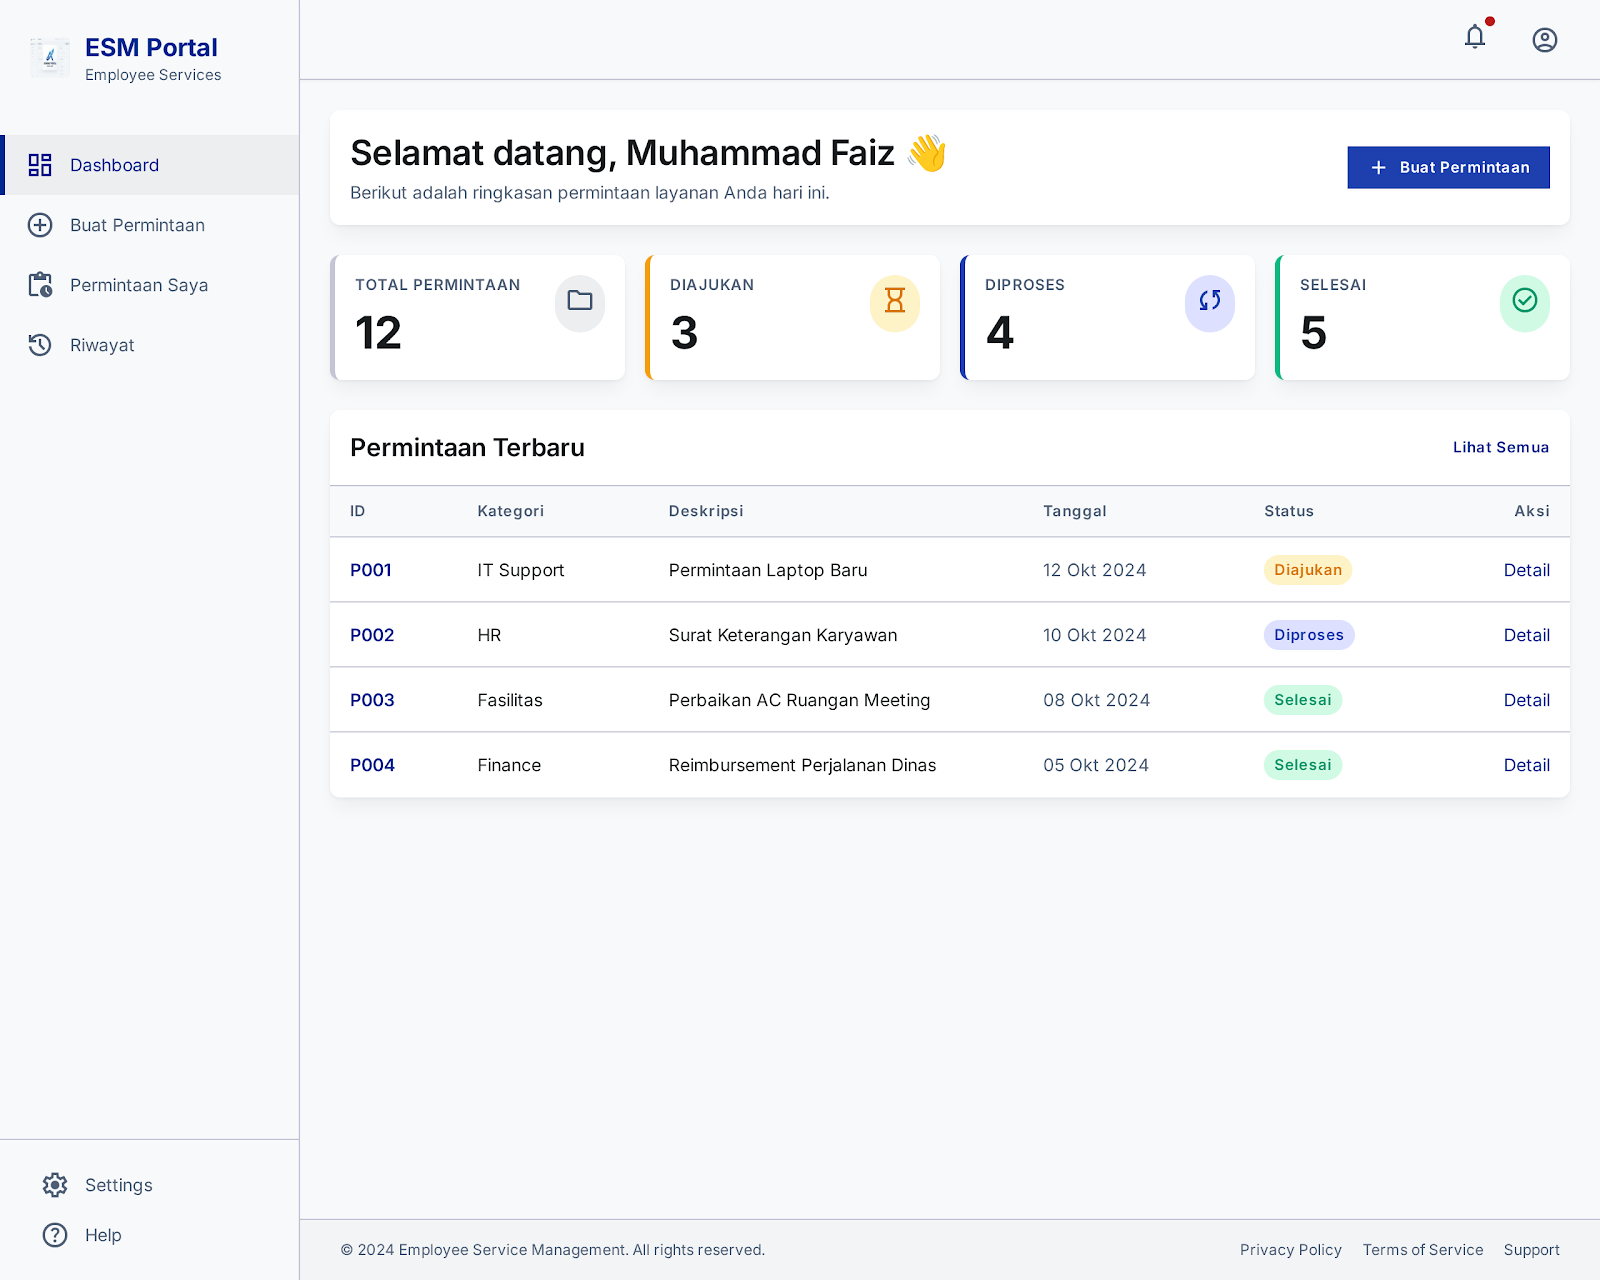 ESM Portal
Employee Services
Dashboard
Buat Permintaan
Permintaan Saya
Riwayat
Settings
Help
Selamat datang, Muhammad Faiz 👋
Berikut adalah ringkasan permintaan layanan Anda hari ini.
Buat Permintaan
TOTAL PERMINTAAN
12
DIAJUKAN
3
DIPROSES
4
SELESAI
5
Permintaan Terbaru
Lihat Semua
ID Kategori Deskripsi Tanggal Status Aksi
P001 IT Support Permintaan Laptop Baru 12 Okt 2024 Diajukan Detail
P002 HR Surat Keterangan Karyawan 10 Okt 2024 Diproses Detail
P003 Fasilitas Perbaikan AC Ruangan Meeting 08 Okt 2024 Selesai Detail
P004 Finance Reimbursement Perjalanan Dinas 05 Okt 2024 Selesai Detail
© 2024 Employee Service Management. All rights reserved.
Privacy Policy Terms of Service Support